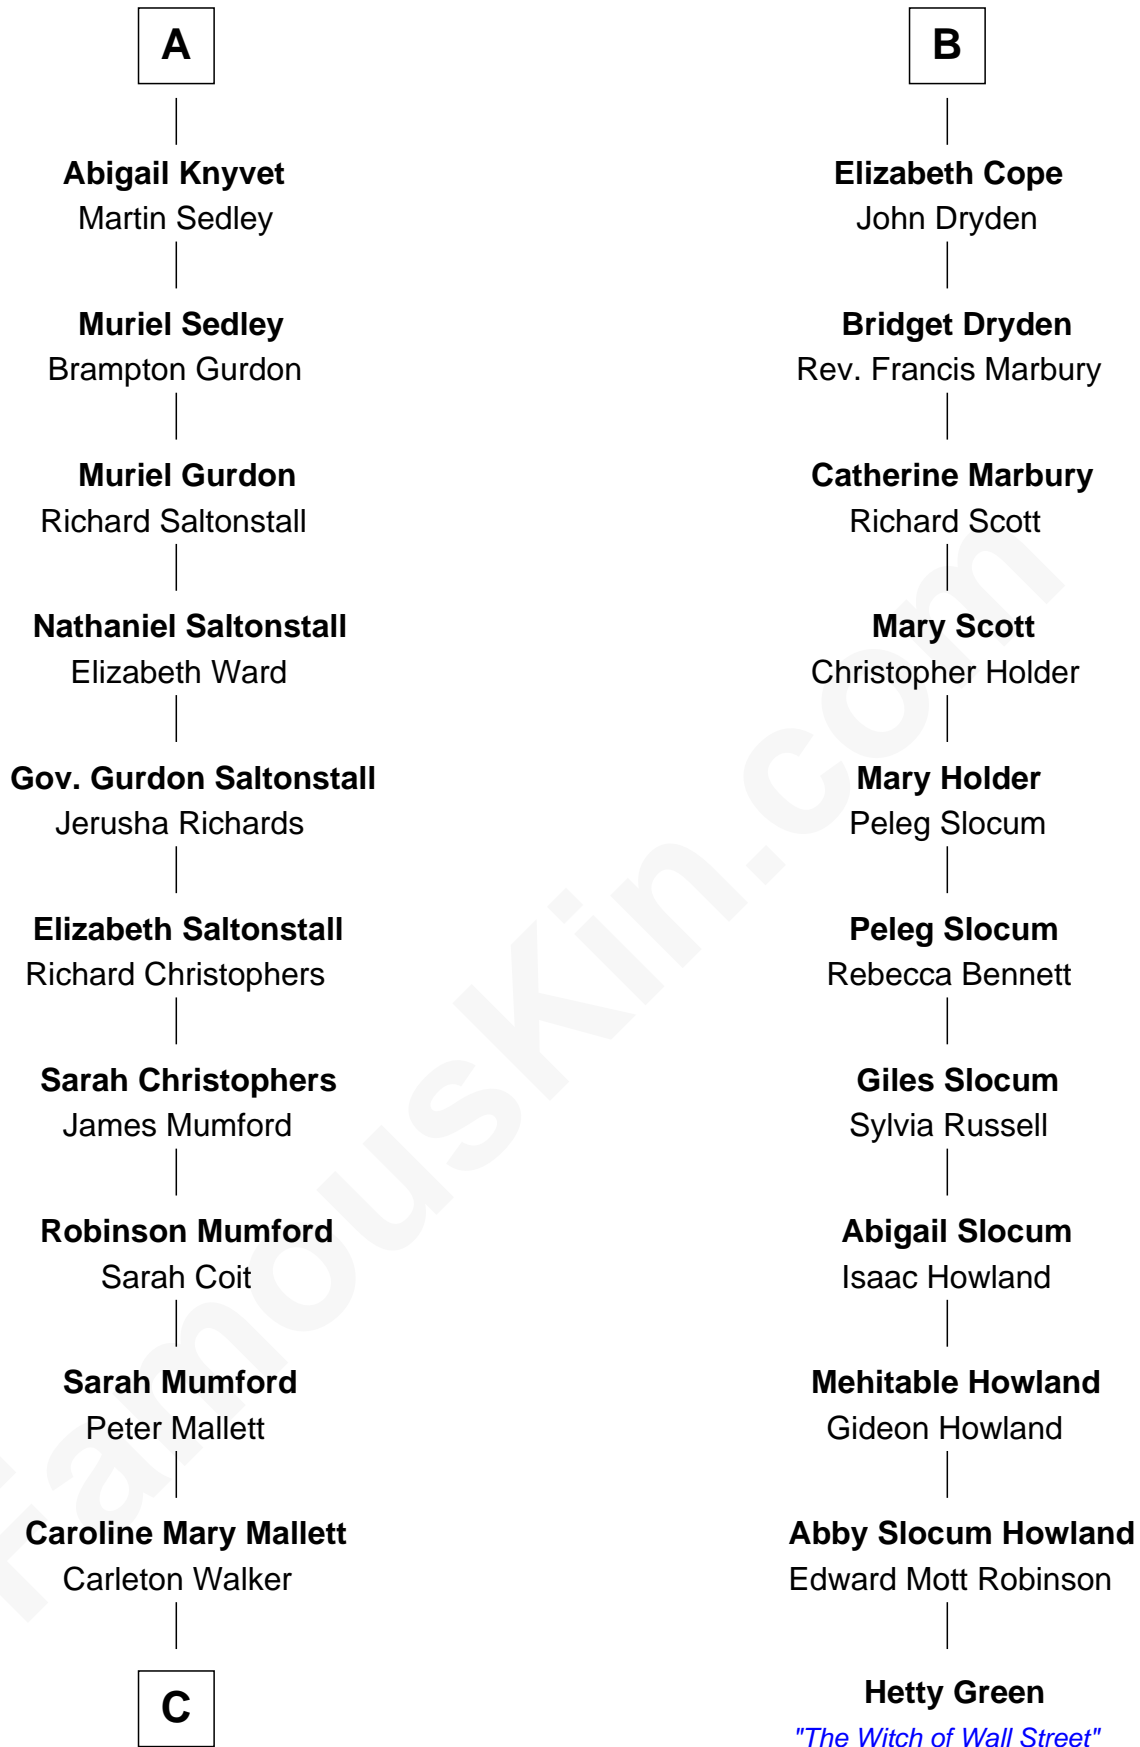 A
Abigail Knyvet
Martin Sedley
Muriel Sedley
Brampton Gurdon
Muriel Gurdon
Richard Saltonstall
Nathaniel Saltonstall
Elizabeth Ward
Gov. Gurdon Saltonstall
Jerusha Richards
Elizabeth Saltonstall
Richard Christophers
Sarah Christophers
James Mumford
Robinson Mumford
Sarah Coit
Sarah Mumford
Peter Mallett
Caroline Mary Mallett
Carleton Walker
C
B
Elizabeth Cope
John Dryden
Bridget Dryden
Rev. Francis Marbury
Catherine Marbury
Richard Scott
Mary Scott
Christopher Holder
Mary Holder
Peleg Slocum
Peleg Slocum
Rebecca Bennett
Giles Slocum
Sylvia Russell
Abigail Slocum
Isaac Howland
Mehitable Howland
Gideon Howland
Abby Slocum Howland
Edward Mott Robinson
Hetty Green
"The Witch of Wall Street"
FamousKin.com